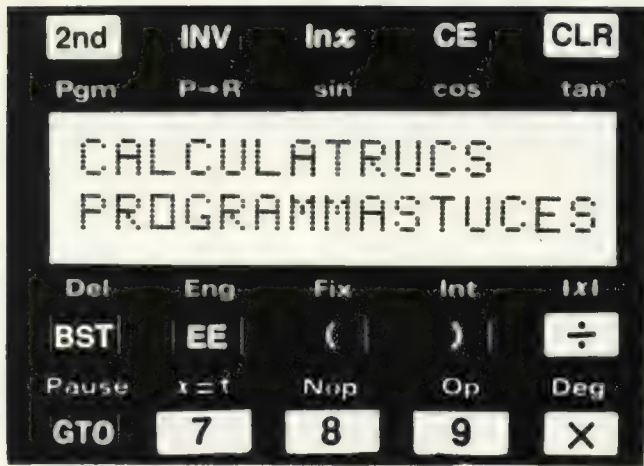 2nd INV lnx CE CLR
Pgm P→R sin cos tan
CALCULATRUCS
PROGRAMMASTUCES
Del Eng Fix Int |x|
BST EE ( ) ÷
Pause x=t Nop Op Deg
GTO 7 8 9 ×